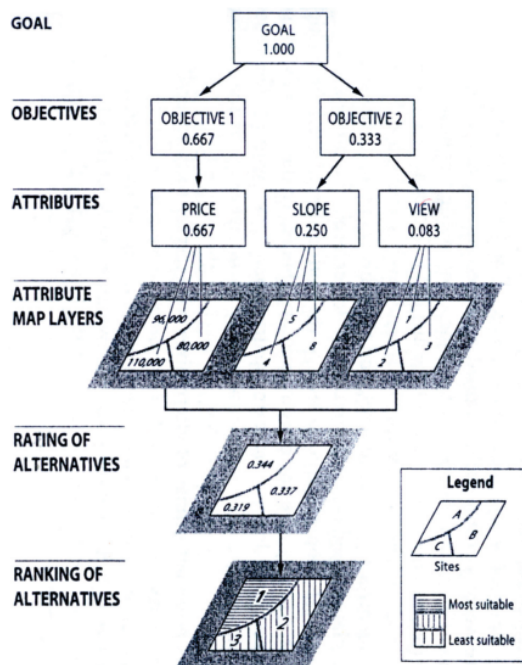 GOAL
GOAL
1.000
OBJECTIVES
OBJECTIVE 1
0.667
OBJECTIVE 2
0.333
ATTRIBUTES
PRICE
0.667
SLOPE
0.250
VIEW
0.083
ATTRIBUTE
MAP LAYERS
96,000
80,000
110,000
5
8
4
1
3
2
RATING OF
ALTERNATIVES
0.344
0.337
0.319
RANKING OF
ALTERNATIVES
1
2
3
Legend
A
B
C
Sites
Most suitable
Least suitable